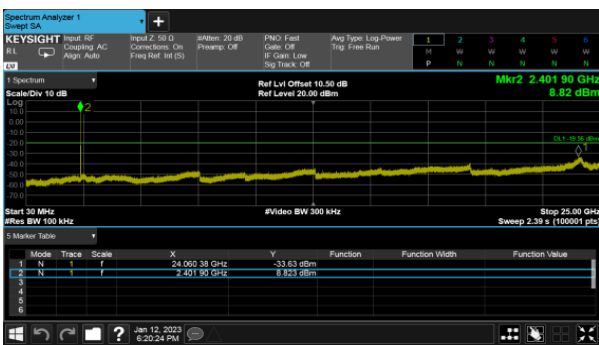 Spectrum Analyzer 1
Swept SA
+
KEYSIGHT Input: RF Input Z: 50 Ω #Atten: 20 dB PNO: Fast Avg Type: Log-Power 1 2 3 4 5 6
RL Coupling: AC Corrections: On Preamp: Off Gate: Off Trig: Free Run M W W W W W
Align: Auto Freq Ref: Int (S) IF Gain: Low P N N N N N
Sig Track: Off
LXI
1 Spectrum Ref Lvl Offset 10.50 dB Mkr2 2.401 90 GHz
Scale/Div 10 dB Ref Level 20.00 dBm 8.82 dBm
Log
10.0 2
0.00
-10.0
-20.0 DL1 -19.56 dBm
-30.0 1
-40.0
-50.0
-60.0
-70.0
Start 30 MHz #Video BW 300 kHz Stop 25.00 GHz
#Res BW 100 kHz Sweep 2.39 s (100001 pts)
5 Marker Table
Mode Trace Scale X Y Function Function Width Function Value
1 N 1 f 24.060 38 GHz -33.63 dBm
2 N 1 f 2.401 90 GHz 8.823 dBm
3
4
5
6
? Jan 12, 2023
6:20:24 PM